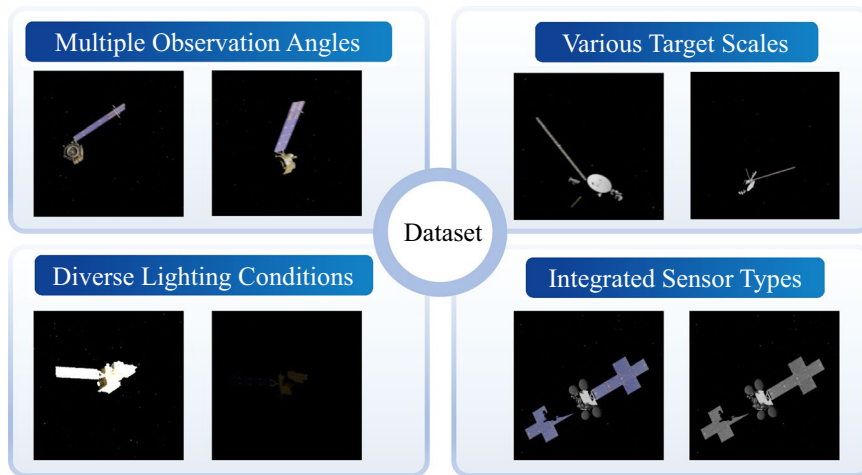 Multiple Observation Angles
Various Target Scales
Dataset
Diverse Lighting Conditions
Integrated Sensor Types